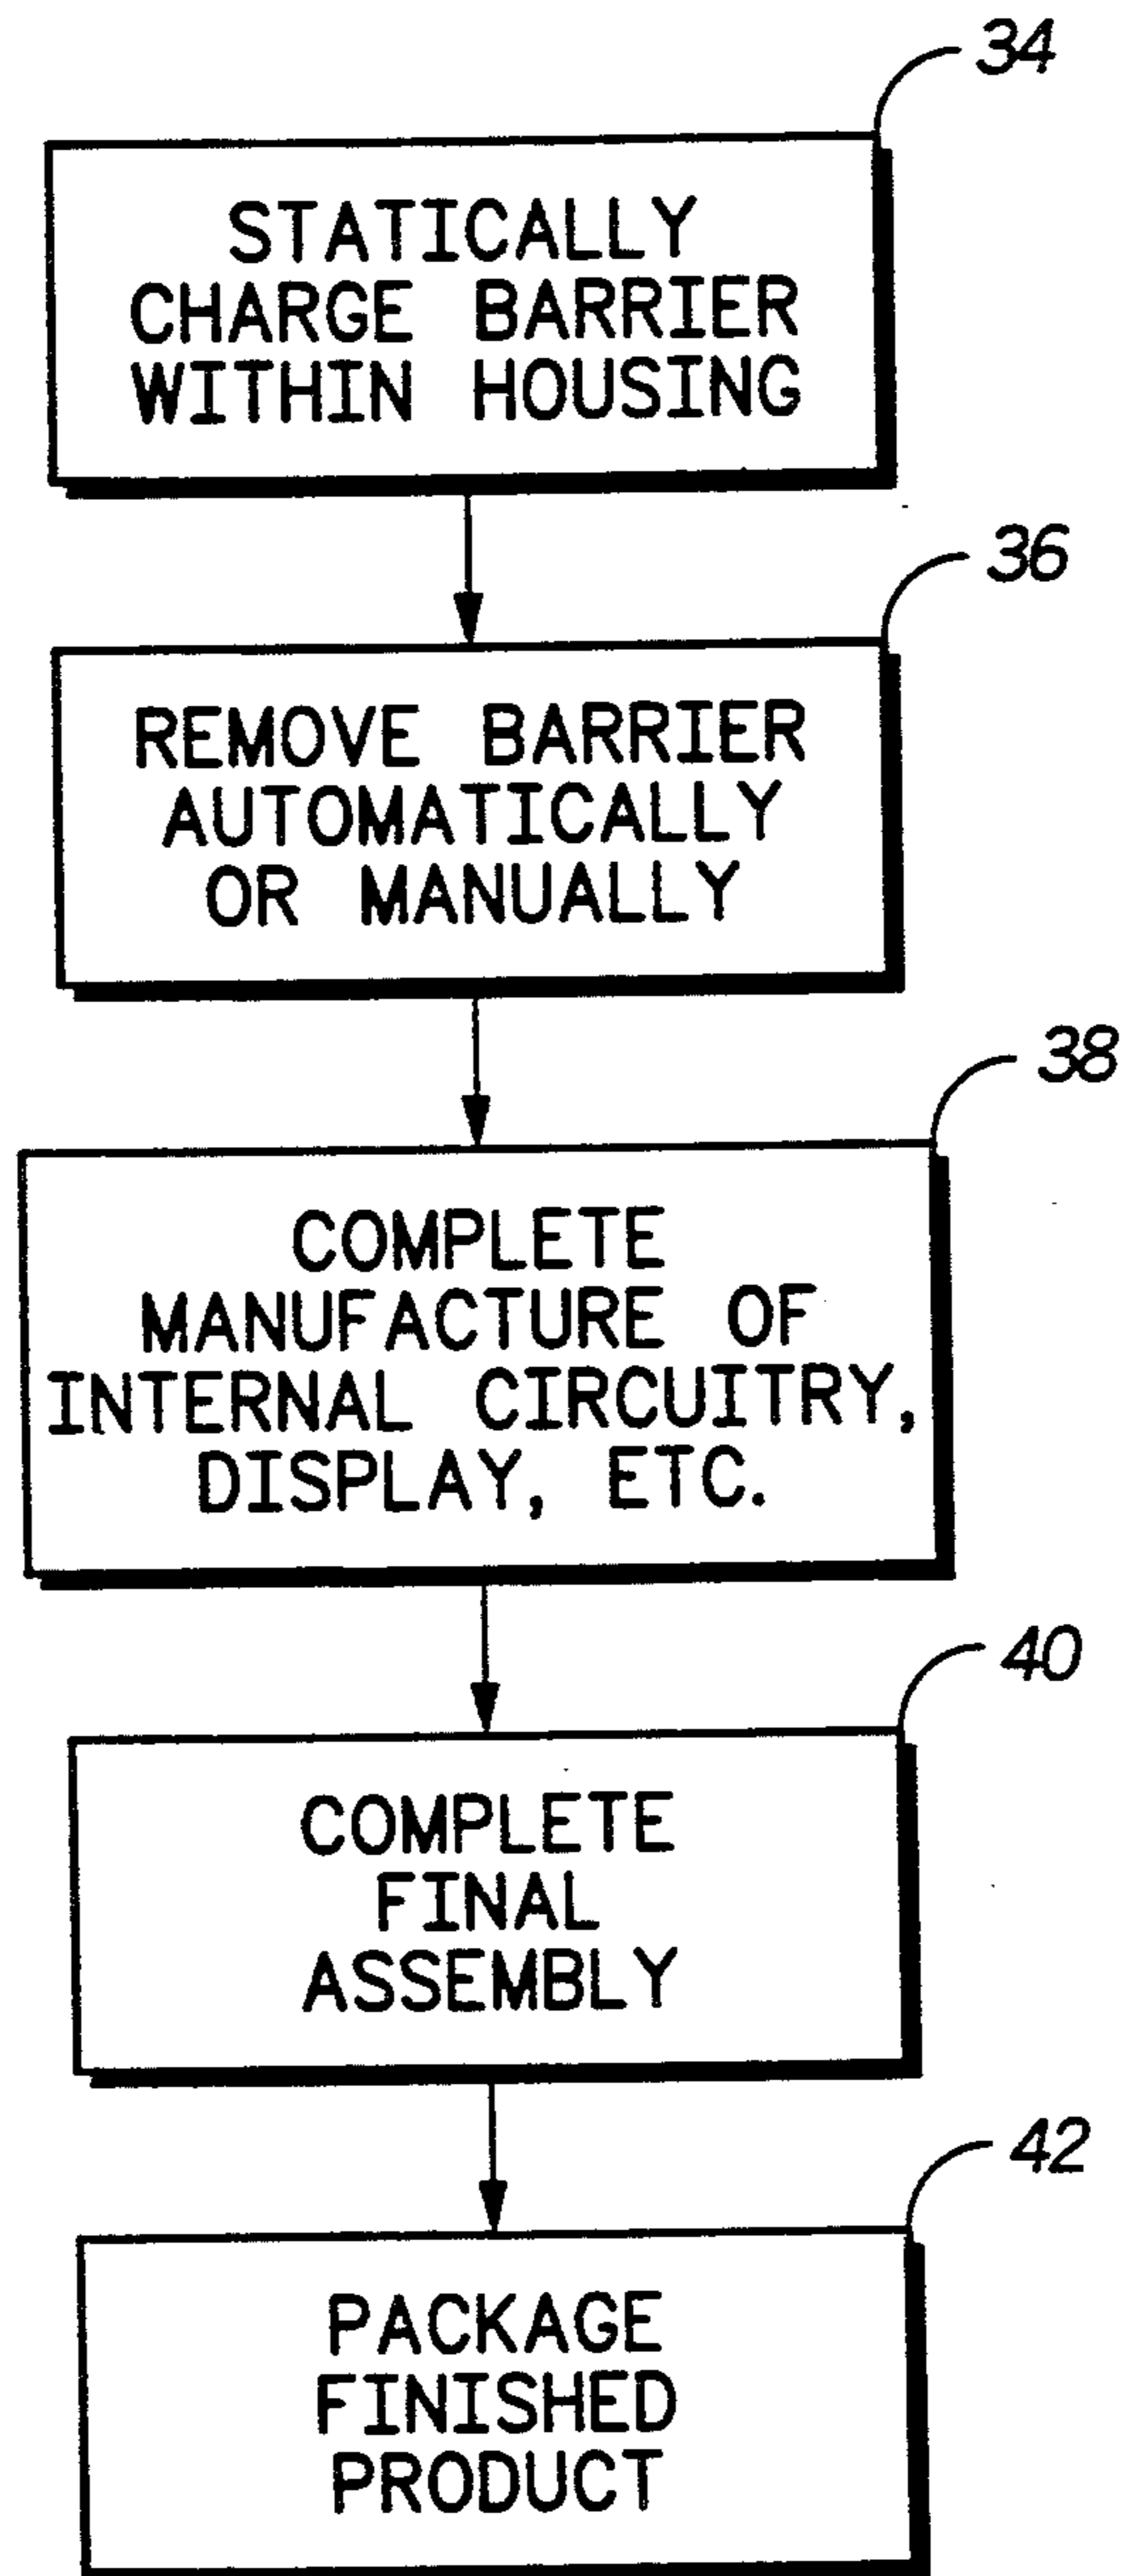 34
STATICALLY
CHARGE BARRIER
WITHIN HOUSING
36
REMOVE BARRIER
AUTOMATICALLY
OR MANUALLY
38
COMPLETE
MANUFACTURE OF
INTERNAL CIRCUITRY,
DISPLAY, ETC.
40
COMPLETE
FINAL
ASSEMBLY
42
PACKAGE
FINISHED
PRODUCT